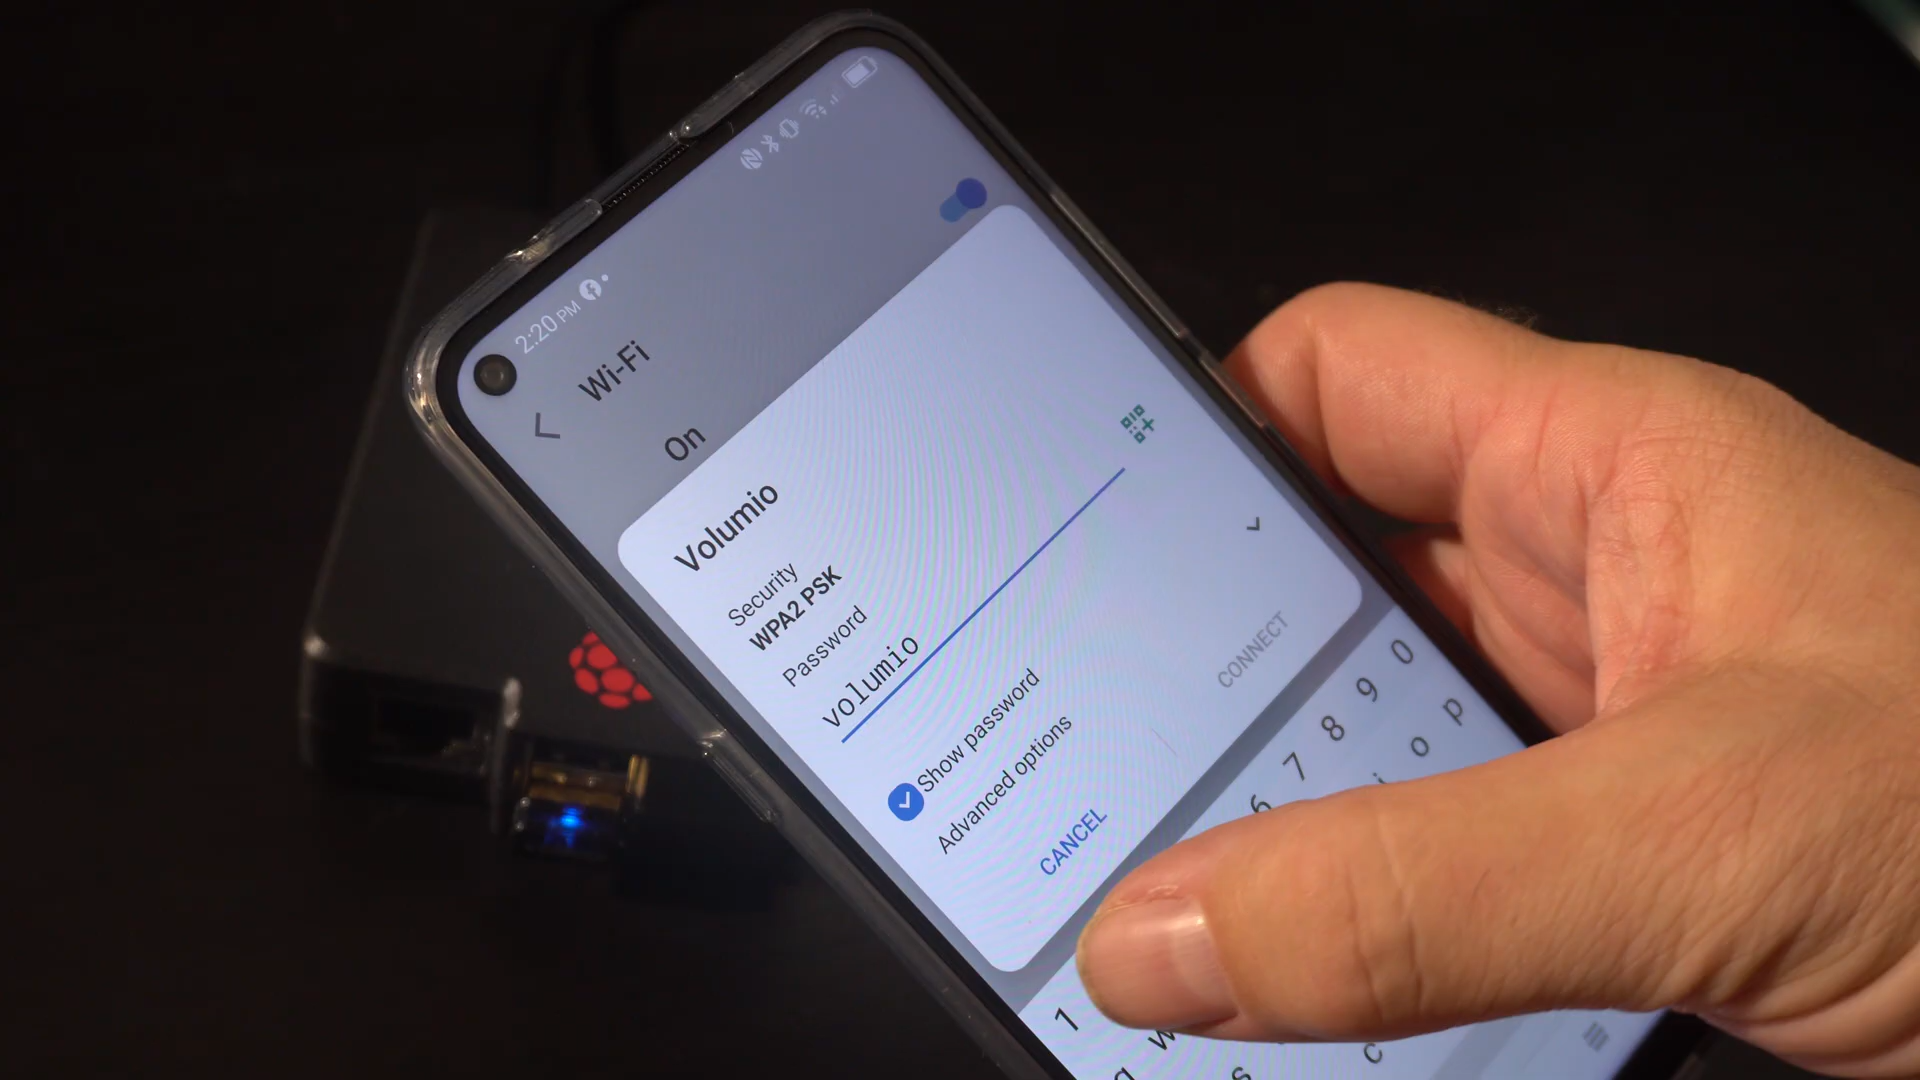 2:20 PM
Wi-Fi
On
Volumio
Security
WPA2 PSK
Password
volumio
Show password
Advanced options
CANCEL
CONNECT
1 6 7 8 9 0
q w i o p
s
c